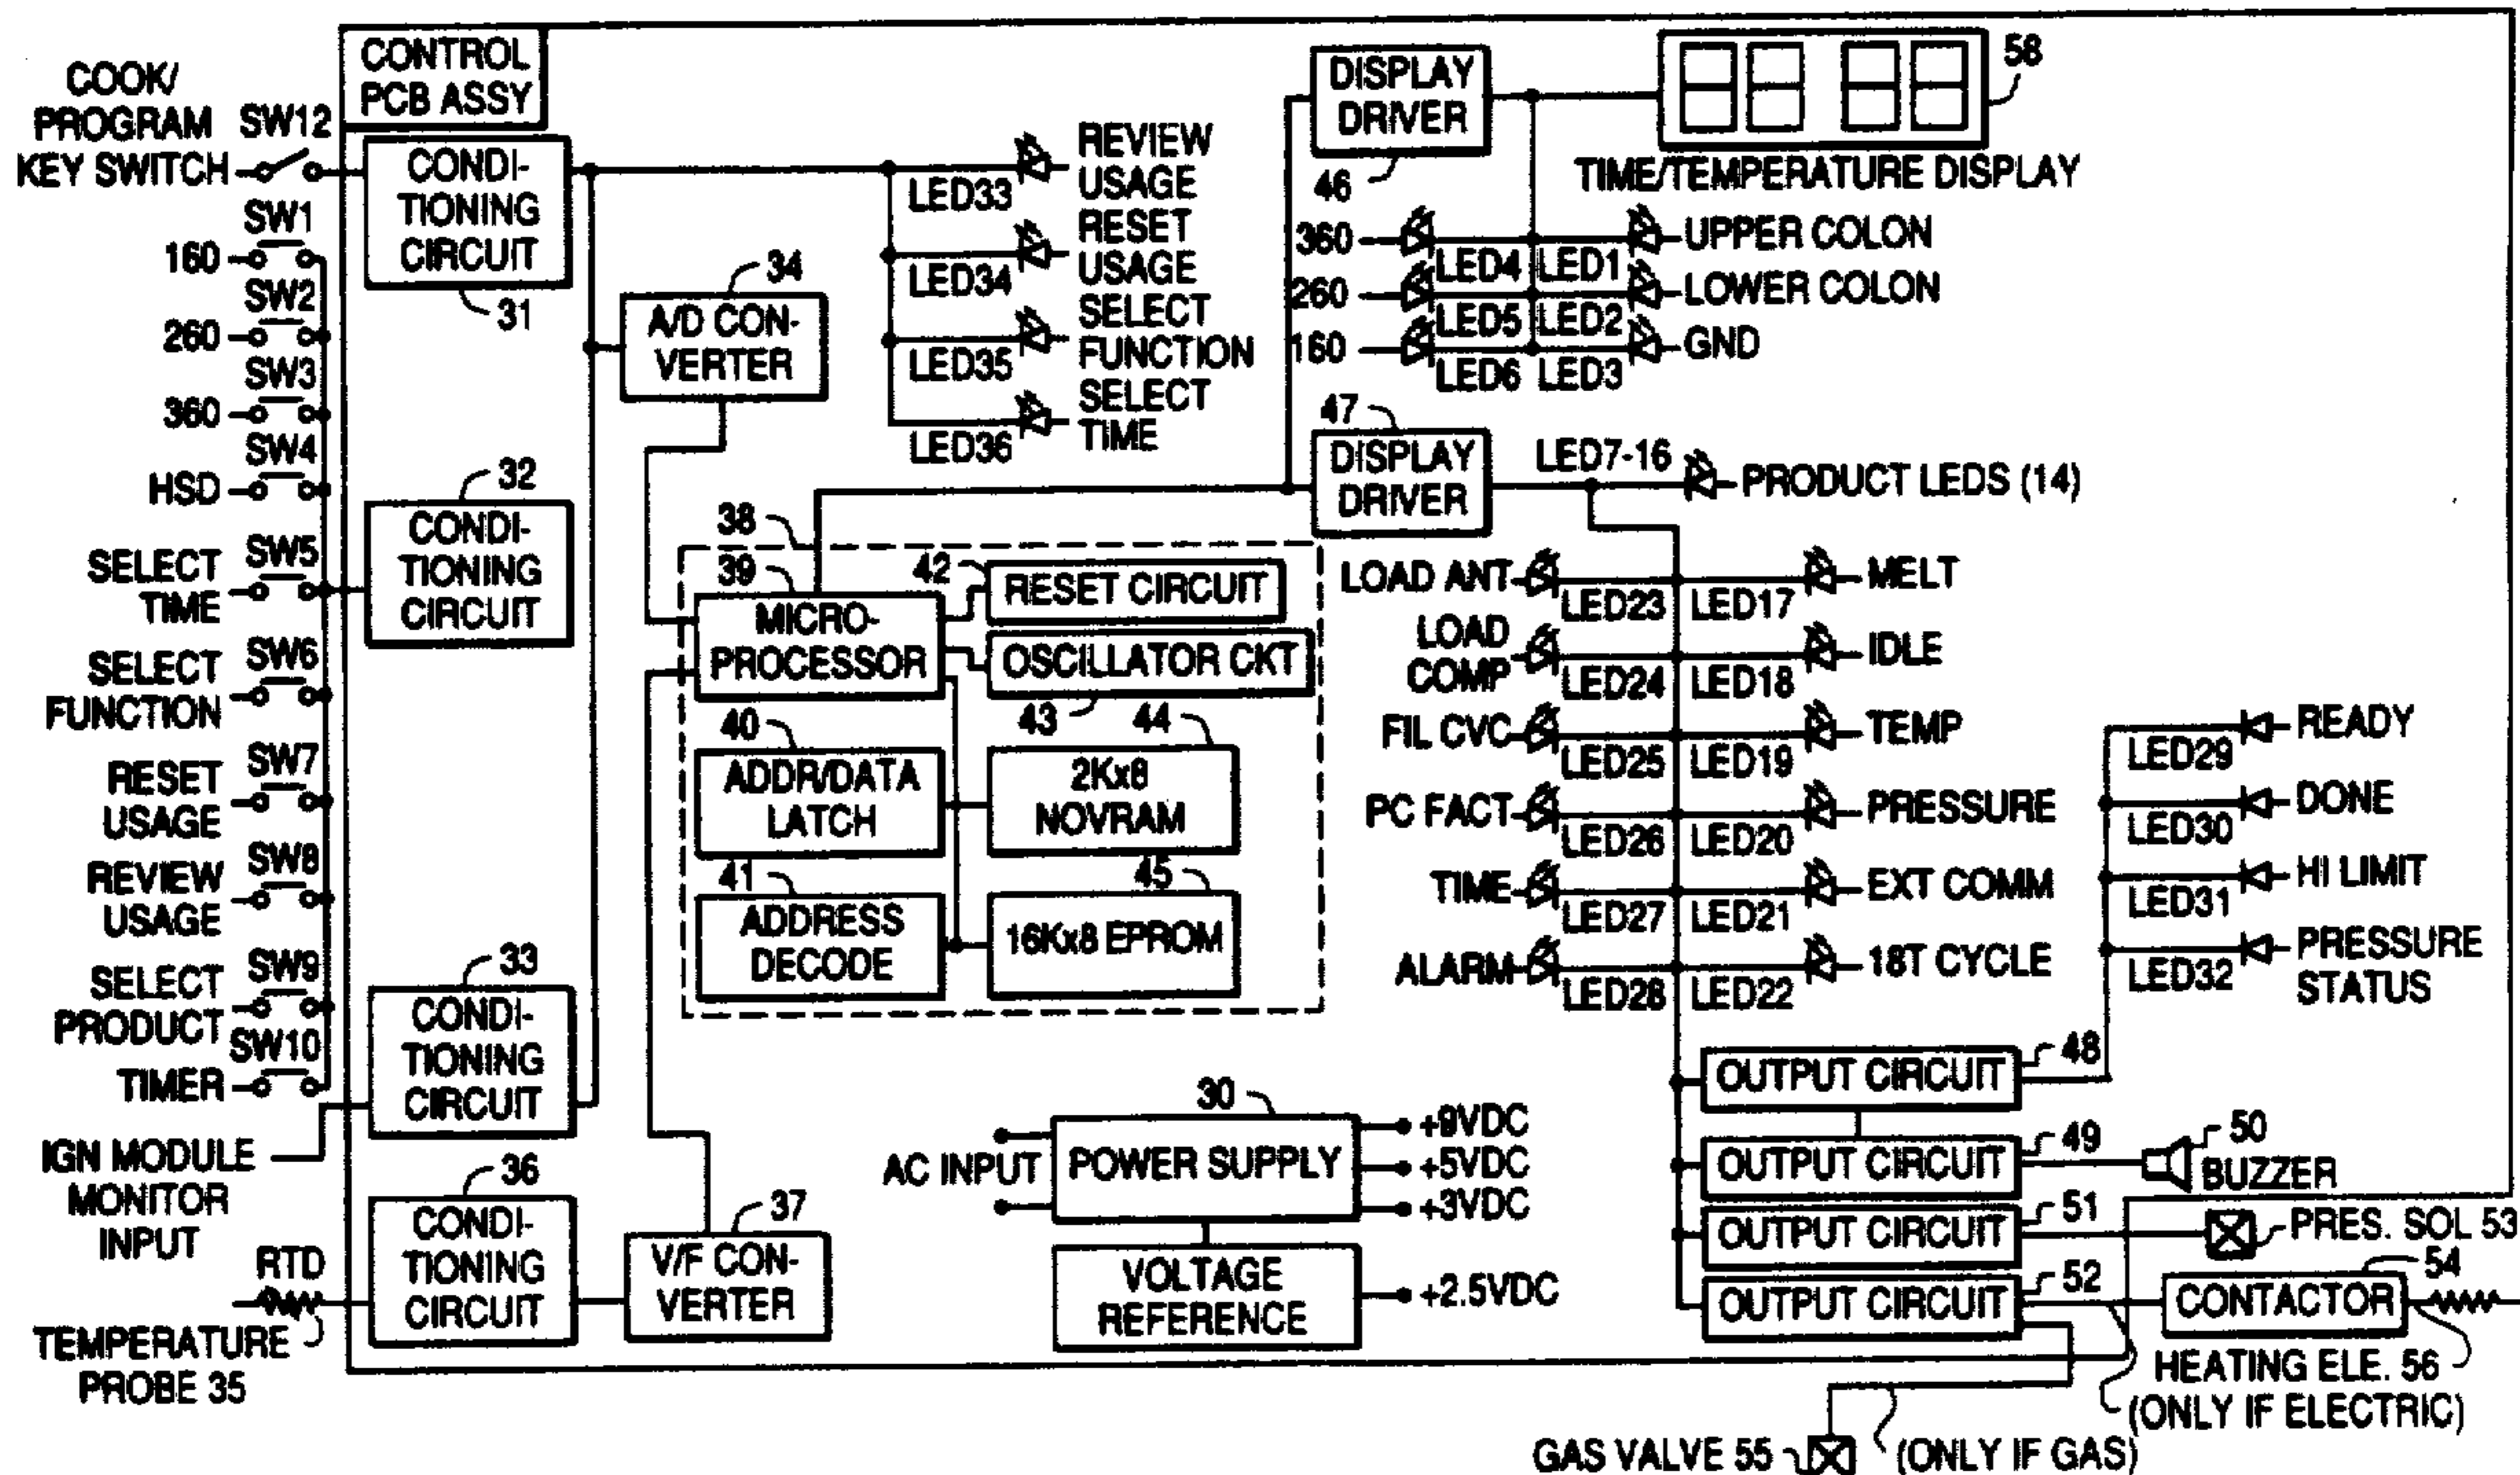 CONTROL
PCB ASSY
COOK/
PROGRAM
KEY SWITCH
SW12
SW1
160
SW2
260
SW3
360
SW4
HSD
SW5
SELECT
TIME
SW6
SELECT
FUNCTION
SW7
RESET
USAGE
SW8
REVIEW
USAGE
SW9
SELECT
PRODUCT
SW10
TIMER
IGN MODULE
MONITOR
INPUT
RTD
TEMPERATURE
PROBE 35
CONDI-
TIONING
CIRCUIT
31
32
CONDI-
TIONING
CIRCUIT
33
CONDI-
TIONING
CIRCUIT
36
CONDI-
TIONING
CIRCUIT
34
A/D CON-
VERTER
37
V/F CON-
VERTER
LED33
REVIEW
USAGE
LED34
RESET
USAGE
LED35
SELECT
FUNCTION
LED36
SELECT
TIME
38
39
MICRO-
PROCESSOR
42
RESET CIRCUIT
OSCILLATOR CKT
43
40
ADDR/DATA
LATCH
44
2Kx8
NOVRAM
41
ADDRESS
DECODE
45
16Kx8 EPROM
30
AC INPUT
POWER SUPPLY
+9VDC
+5VDC
+3VDC
VOLTAGE
REFERENCE
+2.5VDC
DISPLAY
DRIVER
46
58
TIME/TEMPERATURE DISPLAY
360
LED4
LED1
UPPER COLON
260
LED5
LED2
LOWER COLON
160
LED6
LED3
GND
47
DISPLAY
DRIVER
LED7-16
PRODUCT LEDS (14)
LOAD ANT
LED23
LED17
MELT
LOAD
COMP
LED24
LED18
IDLE
FIL CVC
LED25
LED19
TEMP
PC FACT
LED26
LED20
PRESSURE
TIME
LED27
LED21
EXT COMM
ALARM
LED28
LED22
18T CYCLE
READY
LED29
DONE
LED30
HI LIMIT
LED31
PRESSURE
STATUS
LED32
OUTPUT CIRCUIT
48
OUTPUT CIRCUIT
49
50
BUZZER
OUTPUT CIRCUIT
51
PRES. SOL 53
OUTPUT CIRCUIT
52
54
CONTACTOR
HEATING ELE. 56
(ONLY IF ELECTRIC)
GAS VALVE 55
(ONLY IF GAS)